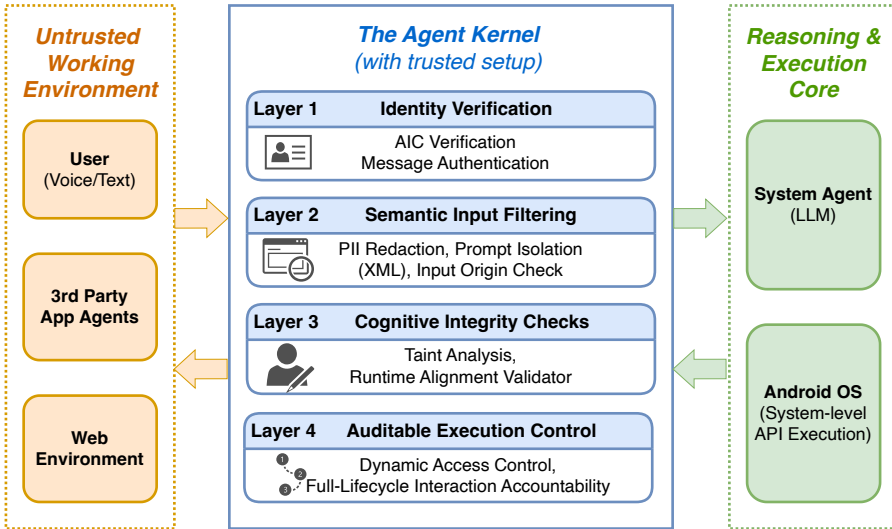 Untrusted
Working
Environment
User
(Voice/Text)
3rd Party
App Agents
Web
Environment
The Agent Kernel
(with trusted setup)
Layer 1 Identity Verification
AIC Verification
Message Authentication
Layer 2 Semantic Input Filtering
PII Redaction, Prompt Isolation
(XML), Input Origin Check
Layer 3 Cognitive Integrity Checks
Taint Analysis,
Runtime Alignment Validator
Layer 4 Auditable Execution Control
1
2
3
Dynamic Access Control,
Full-Lifecycle Interaction Accountability
Reasoning &
Execution
Core
System Agent
(LLM)
Android OS
(System-level
API Execution)